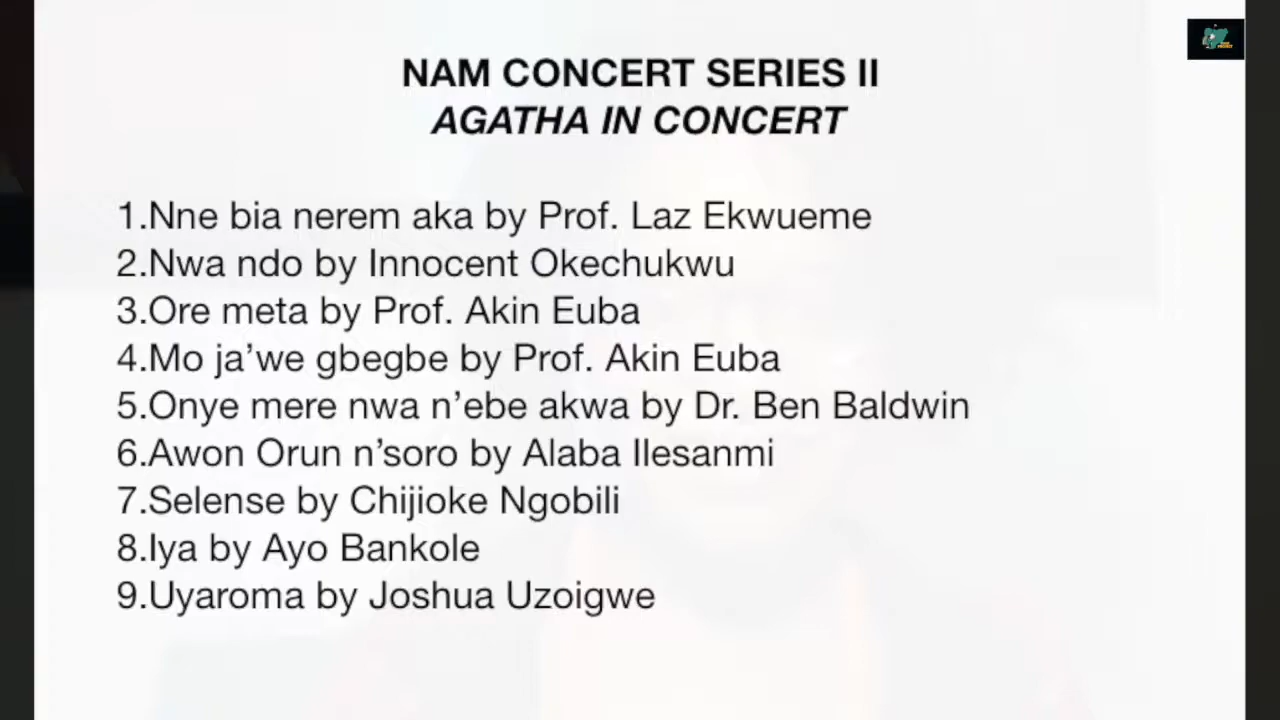 NAM CONCERT SERIES II
AGATHA IN CONCERT
1.Nne bia nerem aka by Prof. Laz Ekwueme
2.Nwa ndo by Innocent Okechukwu
3.Ore meta by Prof. Akin Euba
4.Mo ja’we gbegbe by Prof. Akin Euba
5.Onye mere nwa n’ebe akwa by Dr. Ben Baldwin
6.Awon Orun n’soro by Alaba Ilesanmi
7.Selense by Chijioke Ngobili
8.Iya by Ayo Bankole
9.Uyaroma by Joshua Uzoigwe